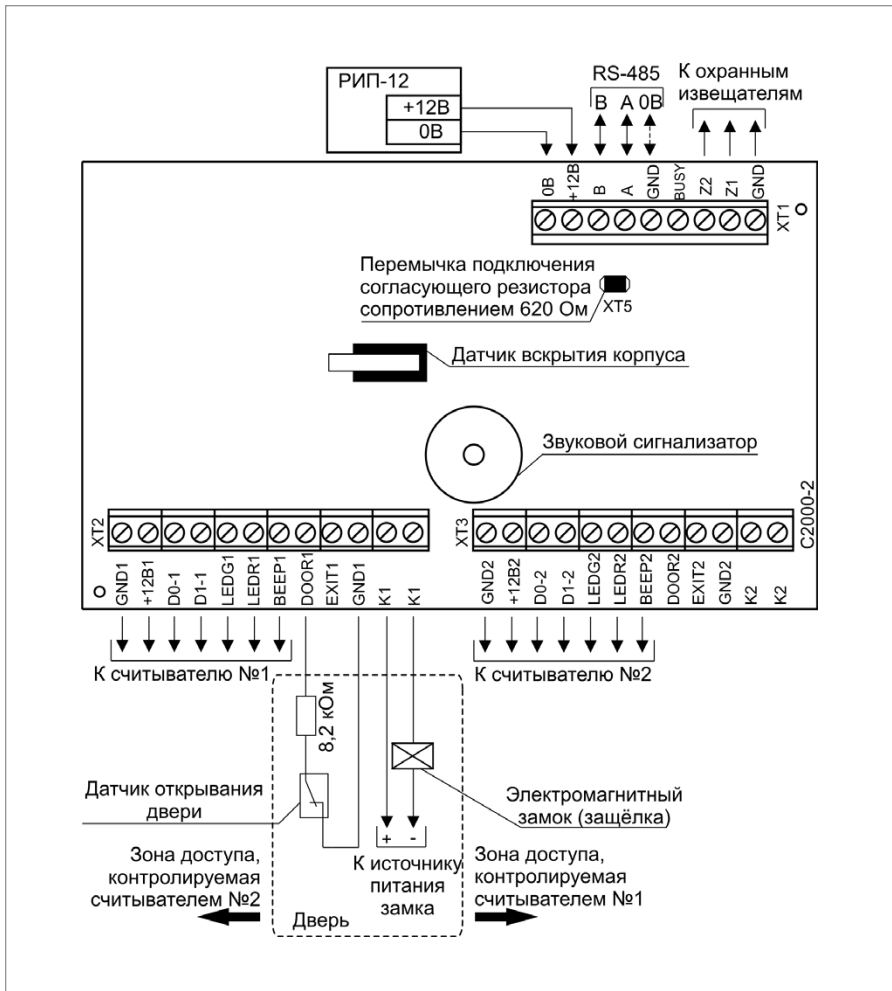 РИП-12
+12В
0В
RS-485
В А 0В
К охранным
извещателям
0В
+12В
В
А
GND
BUSY
Z2
Z1
GND
XT1
Перемычка подключения
согласующего резистора
сопротивлением 620 Ом
XT5
Датчик вскрытия корпуса
Звуковой сигнализатор
XT2
XT3
С2000-2
GND1
+12В1
D0-1
D1-1
LEDG1
LEDR1
BEEP1
DOOR1
EXIT1
GND1
K1
K1
GND2
+12В2
D0-2
D1-2
LEDG2
LEDR2
BEEP2
DOOR2
EXIT2
GND2
K2
K2
К считывателю №1
К считывателю №2
8,2 кОм
Датчик открывания
двери
Электромагнитный
замок (защёлка)
+ -
К источнику
питания
замка
Зона доступа,
контролируемая
считывателем №2
Зона доступа,
контролируемая
считывателем №1
Дверь